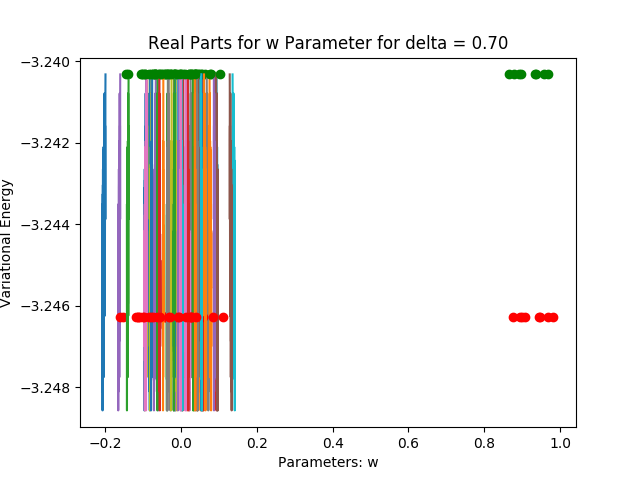 Real Parts for w Parameter for delta = 0.70
Variational Energy
−3.240
−3.242
−3.244
−3.246
−3.248
−0.2 0.0 0.2 0.4 0.6 0.8 1.0
Parameters: w